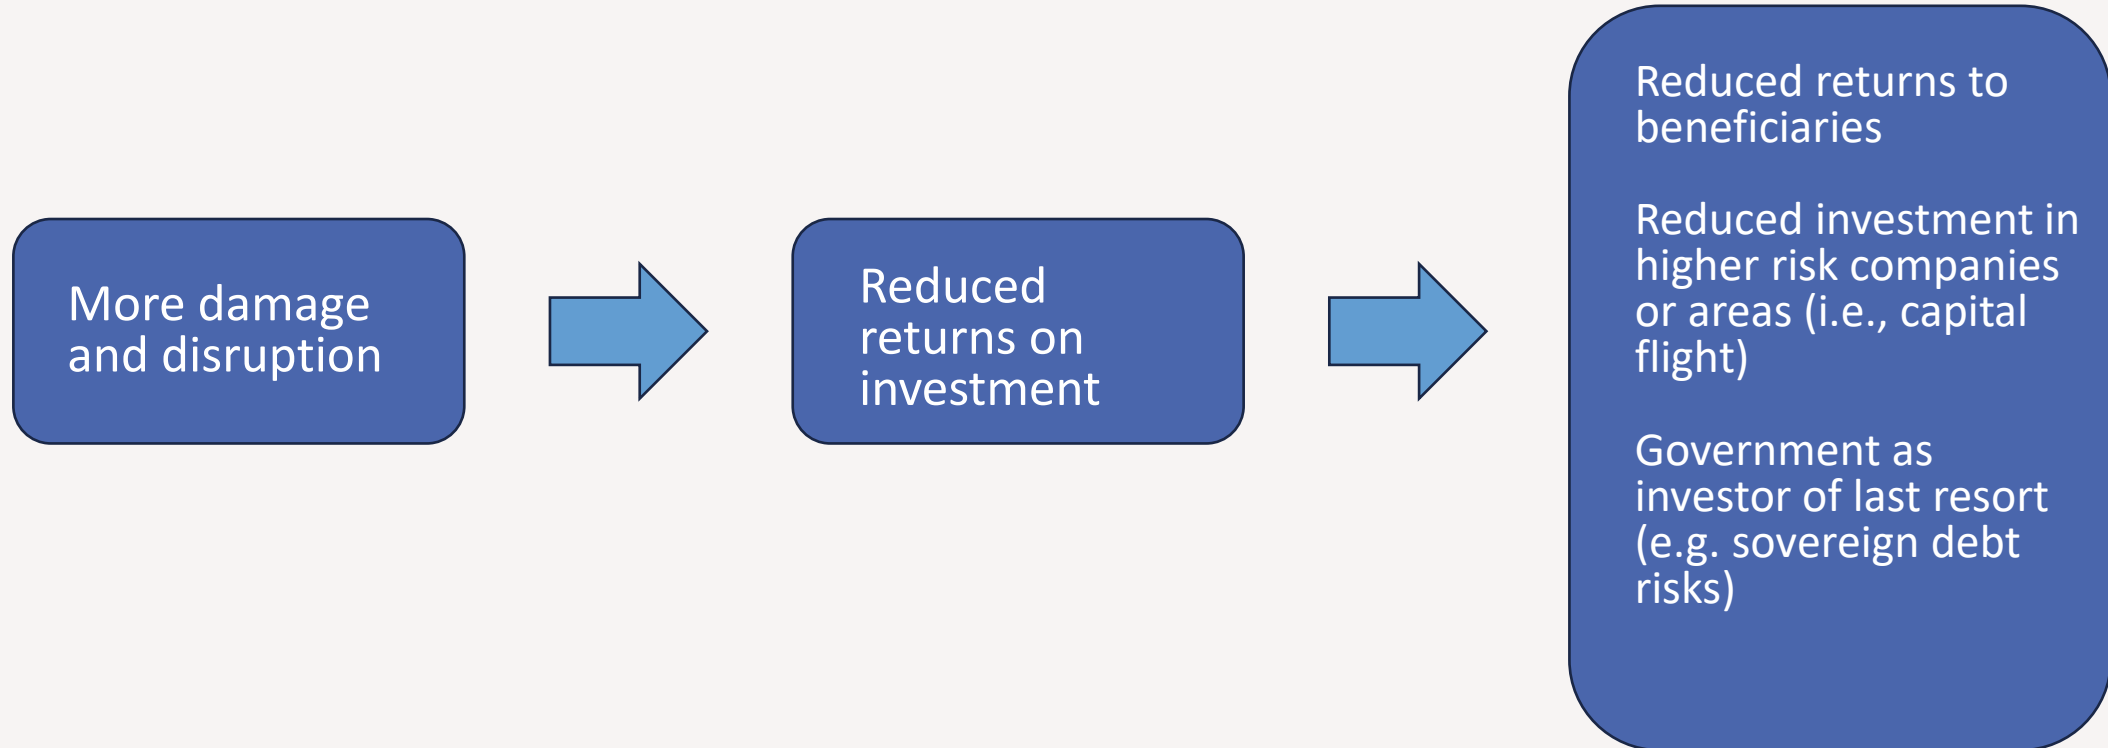 More damage
and disruption
Reduced
returns on
investment
Reduced returns to
beneficiaries
Reduced investment in
higher risk companies
or areas (i.e., capital
flight)
Government as
investor of last resort
(e.g. sovereign debt
risks)